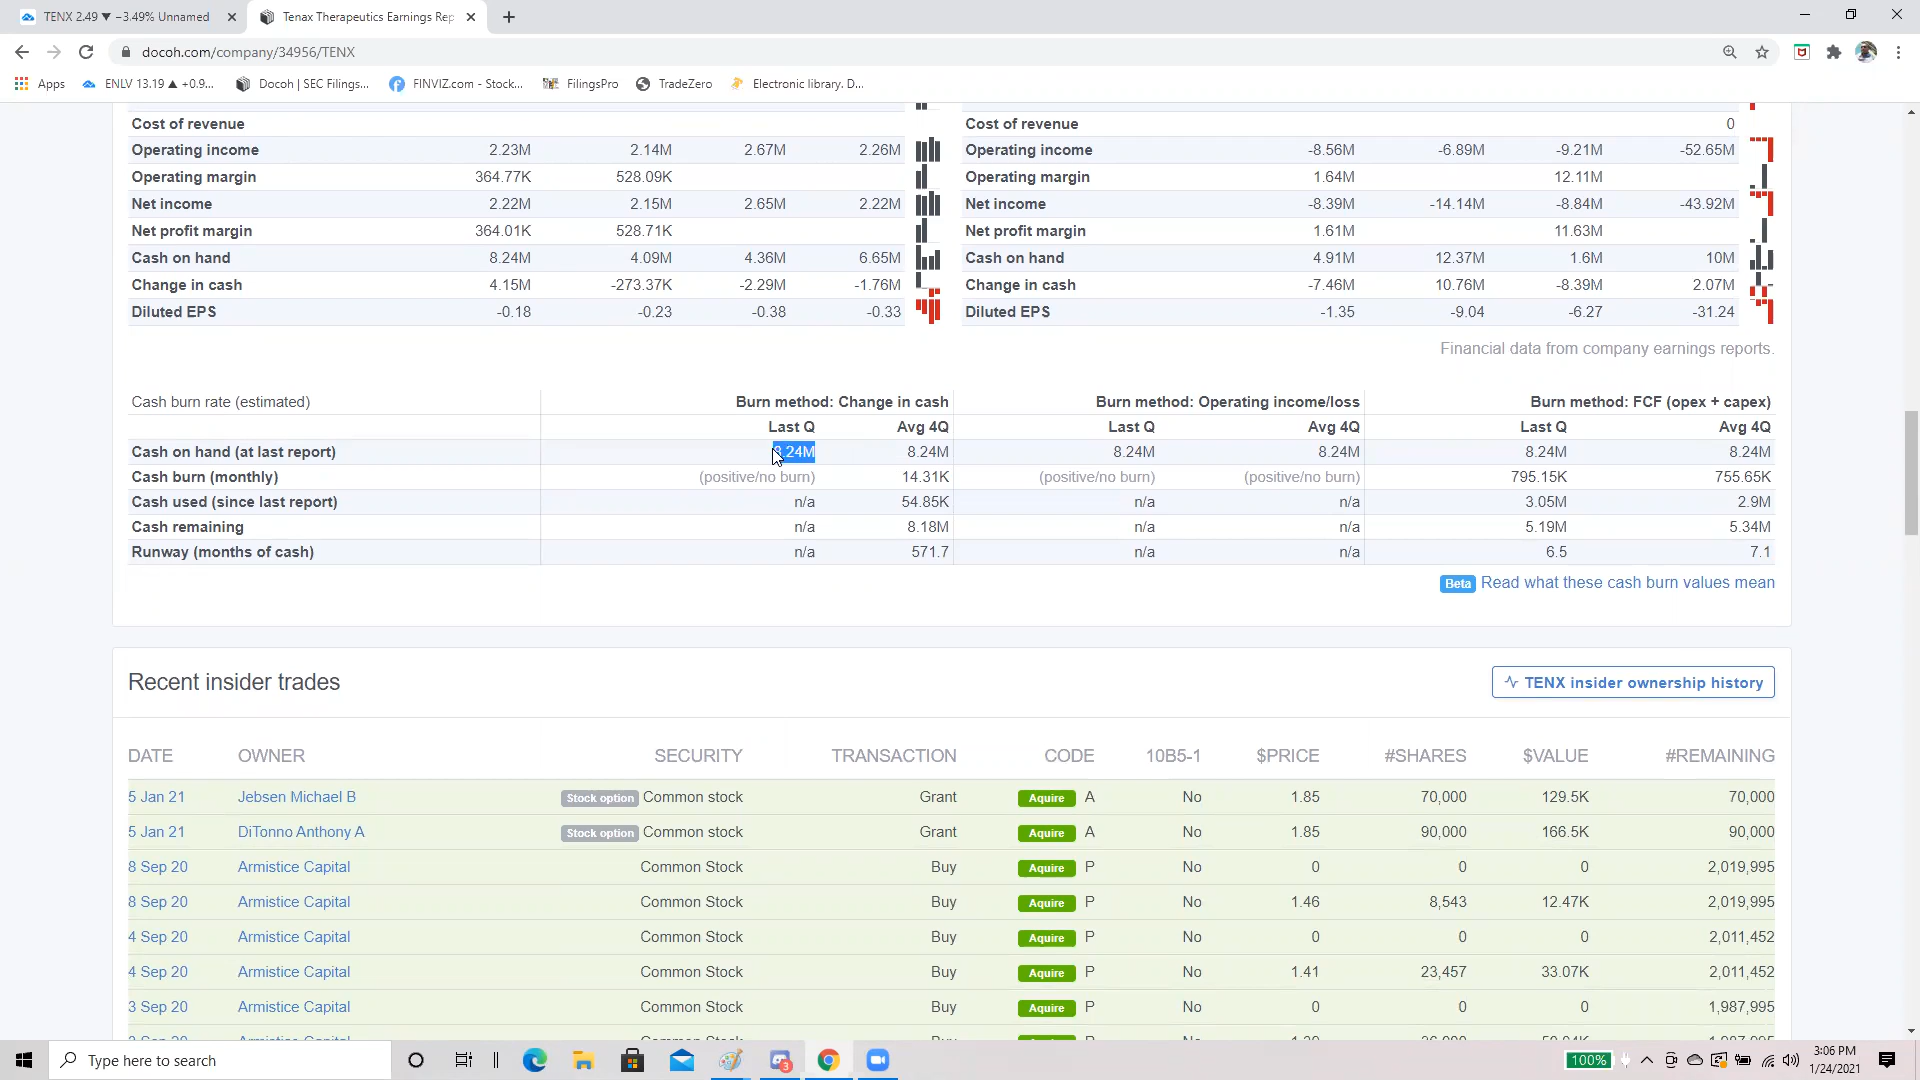 TENX 2.49 ▼ −3.49% Unnamed
Tenax Therapeutics Earnings Rep
docoh.com/company/34956/TENX
Apps
ENLV 13.19 ▲ +0.9...
Docoh | SEC Filings...
FINVIZ.com - Stock...
FilingsPro
TradeZero
Electronic library. D...
Cost of revenue
Operating income 2.23M 2.14M 2.67M 2.26M
Operating margin 364.77K 528.09K
Net income 2.22M 2.15M 2.65M 2.22M
Net profit margin 364.01K 528.71K
Cash on hand 8.24M 4.09M 4.36M 6.65M
Change in cash 4.15M -273.37K -2.29M -1.76M
Diluted EPS -0.18 -0.23 -0.38 -0.33
Cost of revenue 0
Operating income -8.56M -6.89M -9.21M -52.65M
Operating margin 1.64M 12.11M
Net income -8.39M -14.14M -8.84M -43.92M
Net profit margin 1.61M 11.63M
Cash on hand 4.91M 12.37M 1.6M 10M
Change in cash -7.46M 10.76M -8.39M 2.07M
Diluted EPS -1.35 -9.04 -6.27 -31.24
Financial data from company earnings reports.
Cash burn rate (estimated) Burn method: Change in cash Burn method: Operating income/loss Burn method: FCF (opex + capex)
Last Q Avg 4Q Last Q Avg 4Q Last Q Avg 4Q
Cash on hand (at last report) 8.24M 8.24M 8.24M 8.24M 8.24M 8.24M
Cash burn (monthly) (positive/no burn) 14.31K (positive/no burn) (positive/no burn) 795.15K 755.65K
Cash used (since last report) n/a 54.85K n/a n/a 3.05M 2.9M
Cash remaining n/a 8.18M n/a n/a 5.19M 5.34M
Runway (months of cash) n/a 571.7 n/a n/a 6.5 7.1
Beta Read what these cash burn values mean
Recent insider trades
TENX insider ownership history
DATE OWNER SECURITY TRANSACTION CODE 10B5-1 $PRICE #SHARES $VALUE #REMAINING
5 Jan 21 Jebsen Michael B Stock option Common stock Grant Aquire A No 1.85 70,000 129.5K 70,000
5 Jan 21 DiTonno Anthony A Stock option Common stock Grant Aquire A No 1.85 90,000 166.5K 90,000
8 Sep 20 Armistice Capital Common Stock Buy Aquire P No 0 0 0 2,019,995
8 Sep 20 Armistice Capital Common Stock Buy Aquire P No 1.46 8,543 12.47K 2,019,995
4 Sep 20 Armistice Capital Common Stock Buy Aquire P No 0 0 0 2,011,452
4 Sep 20 Armistice Capital Common Stock Buy Aquire P No 1.41 23,457 33.07K 2,011,452
3 Sep 20 Armistice Capital Common Stock Buy Aquire P No 0 0 0 1,987,995
Type here to search
100%
3:06 PM
1/24/2021